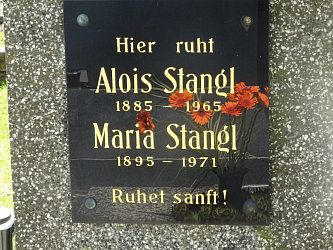 Hier ruht
Alois Stangl
1885 – 1965
Maria Stangl
1895 – 1971
Ruhet sanft!